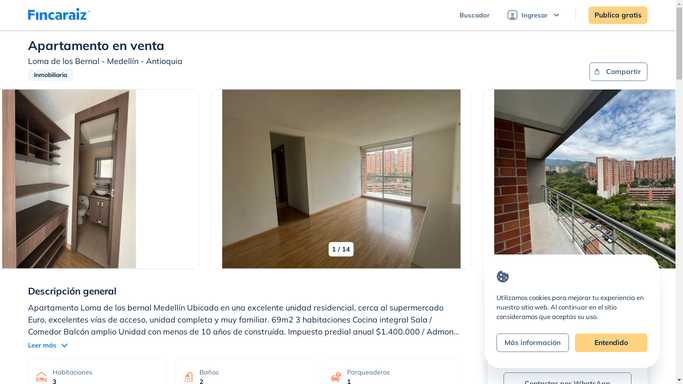 Fincaraiz
Buscador
Ingresar
Publica gratis
Apartamento en venta
Loma de los Bernal - Medellín - Antioquia
Inmobiliaria
Compartir
1 / 14
Descripción general
Apartamento Loma de los bernal Medellín Ubicado en una excelente unidad residencial, cerca al supermercado
Euro, excelentes vías de acceso, unidad completa y muy familiar. 69m2 3 habitaciones Cocina integral Sala /
Comedor Balcón amplio Unidad con menos de 10 años de construida. Impuesto predial anual $1.400.000 / Admon...
Leer más
Habitaciones
3
Baños
2
Parqueaderos
1
Utilizamos cookies para mejorar tu experiencia en
nuestro sitio web. Al continuar en el sitio
consideramos que aceptas su uso.
Más información
Entendido
Contactar por WhatsApp